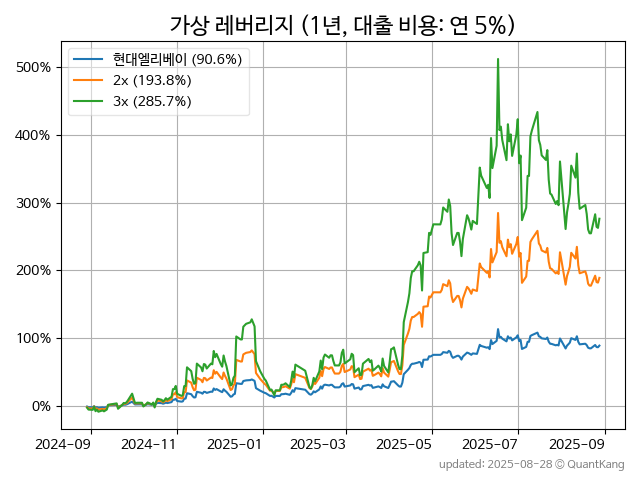 가상 레버리지 (1년, 대출 비용: 연 5%)
현대엘리베이 (90.6%)
2x (193.8%)
3x (285.7%)
500%
400%
300%
200%
100%
0%
2024-09
2024-11
2025-01
2025-03
2025-05
2025-07
2025-09
updated: 2025-08-28 © QuantKang